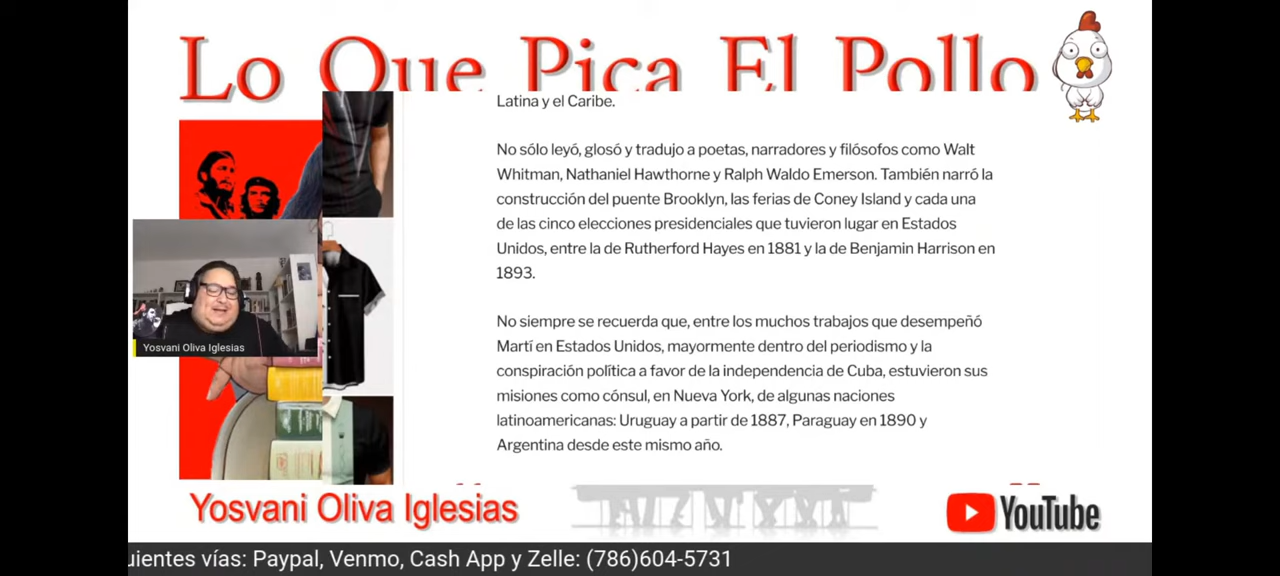 Lo Que Pica El Pollo
Latina y el Caribe.
No sólo leyó, glosó y tradujo a poetas, narradores y filósofos como Walt
Whitman, Nathaniel Hawthorne y Ralph Waldo Emerson. También narró la
construcción del puente Brooklyn, las ferias de Coney Island y cada una
de las cinco elecciones presidenciales que tuvieron lugar en Estados
Unidos, entre la de Rutherford Hayes en 1881 y la de Benjamin Harrison en
1893.
No siempre se recuerda que, entre los muchos trabajos que desempeñó
Martí en Estados Unidos, mayormente dentro del periodismo y la
conspiración política a favor de la independencia de Cuba, estuvieron sus
misiones como cónsul, en Nueva York, de algunas naciones
latinoamericanas: Uruguay a partir de 1887, Paraguay en 1890 y
Argentina desde este mismo año.
Yosvani Oliva Iglesias
Yosvani Oliva Iglesias
YouTube
uientes vías: Paypal, Venmo, Cash App y Zelle: (786)604-5731